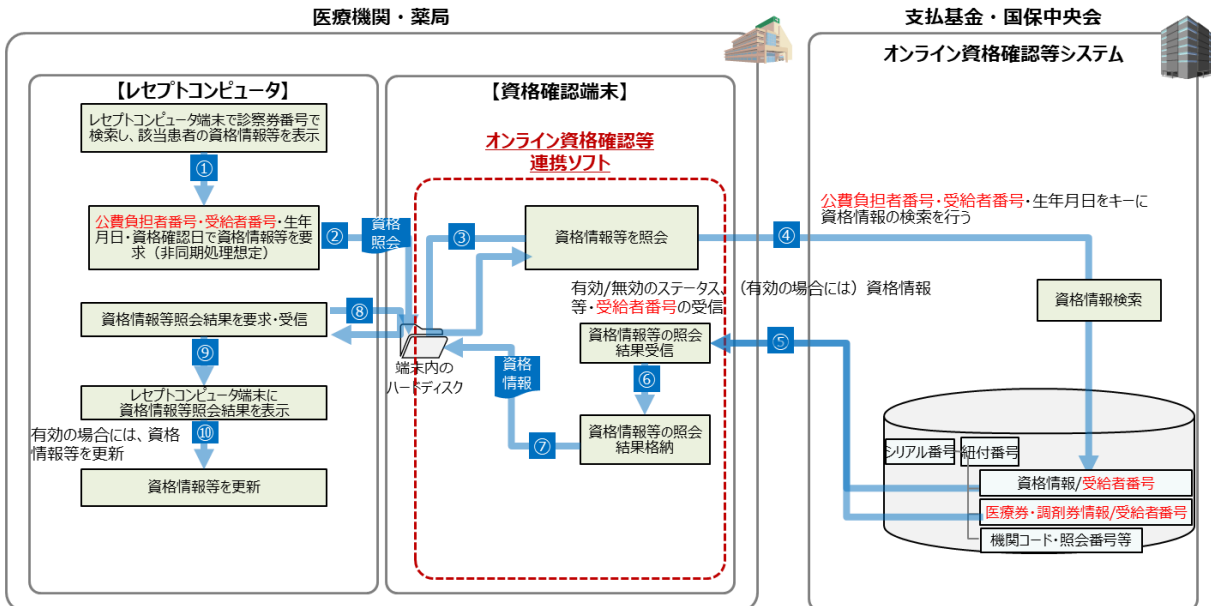 医療機関・薬局
支払基金・国保中央会
オンライン資格確認等システム
【レセプトコンピュータ】
【資格確認端末】
レセプトコンピュータ端末で診察券番号で
検索し、該当患者の資格情報等を表示
①
公費負担者番号・受給者番号・生年
月日・資格確認日で資格情報等を要
求（非同期処理想定）
②
資格
照会
オンライン資格確認等
連携ソフト
③
資格情報等を照会
④
公費負担者番号・受給者番号・生年月日をキーに
資格情報の検索を行う
資格情報検索
有効/無効のステータス、（有効の場合には）資格情報
等・受給者番号の受信
⑤
資格情報等の照会
結果受信
⑥
資格情報等の照会
結果格納
⑦
資格
情報
端末内の
ハードディスク
⑧
資格情報等照会結果を要求・受信
⑨
レセプトコンピュータ端末に
資格情報等照会結果を表示
⑩
有効の場合には、資格
情報等を更新
資格情報等を更新
シリアル番号
紐付番号
資格情報/受給者番号
医療券・調剤券情報/受給者番号
機関コード・照会番号等